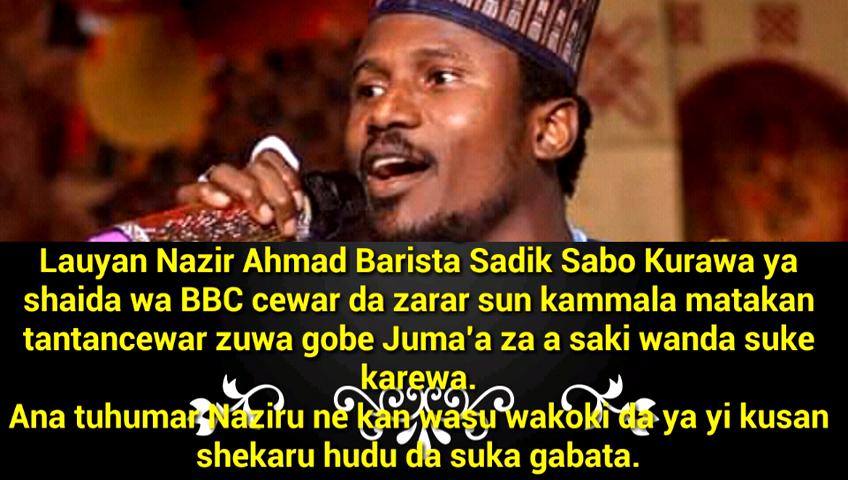 Lauyan Nazir Ahmad Barista Sadik Sabo Kurawa ya
shaida wa BBC cewar da zarar sun kammala matakan
tantancewar zuwa gobe Juma'a za a saki wanda suke
karewa.
Ana tuhumar Naziru ne kan wasu wakoki da ya yi kusan
shekaru hudu da suka gabata.